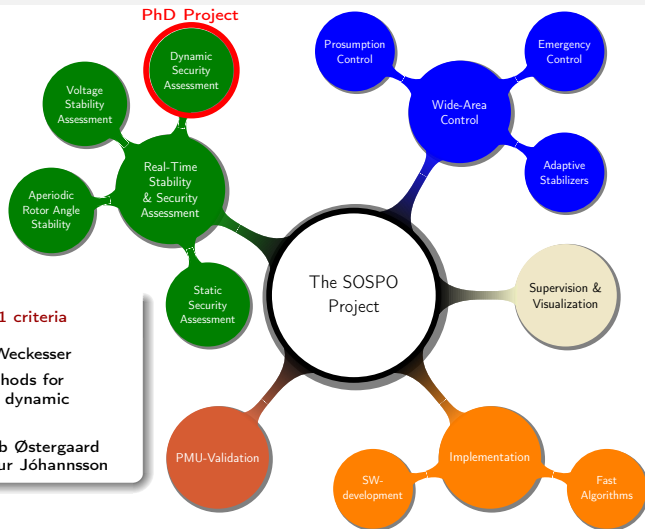 PhD Project
Dynamic
Security
Assessment
Voltage
Stability
Assessment
Aperiodic
Rotor Angle
Stability
Real-Time
Stability
& Security
Assessment
Static
Security
Assessment
Prosumption
Control
Emergency
Control
Wide-Area
Control
Adaptive
Stabilizers
The SOSPO
Project
Supervision &
Visualization
PMU-Validation
Implementation
SW-
development
Fast
Algorithms
1 criteria
Weckesser
hods for
dynamic
b Østergaard
ur Jóhannsson